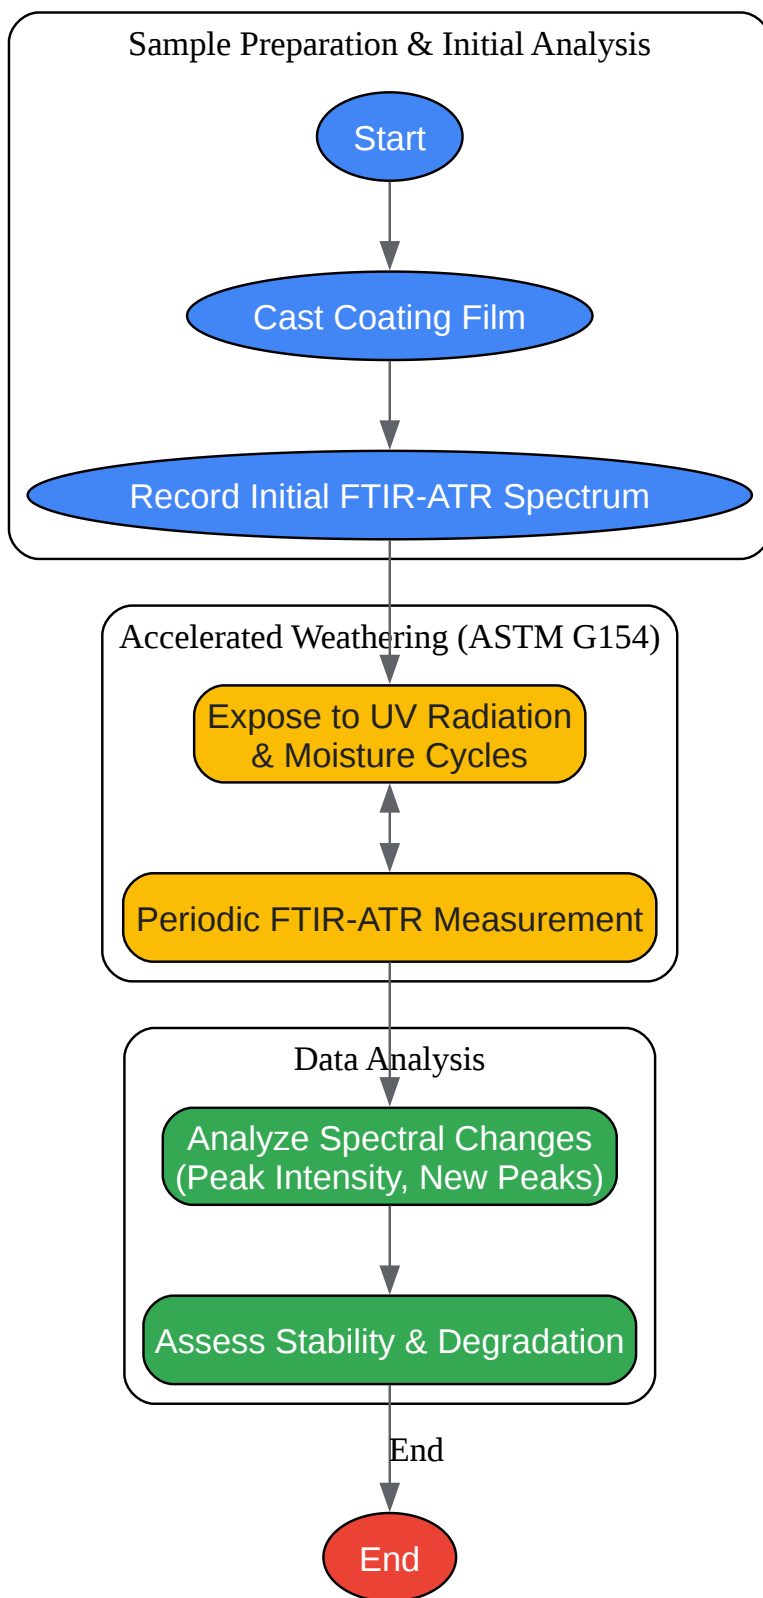 Sample Preparation & Initial Analysis
Start
Cast Coating Film
Record Initial FTIR-ATR Spectrum
Accelerated Weathering (ASTM G154)
Expose to UV Radiation
& Moisture Cycles
Periodic FTIR-ATR Measurement
Data Analysis
Analyze Spectral Changes
(Peak Intensity, New Peaks)
Assess Stability & Degradation
End
End